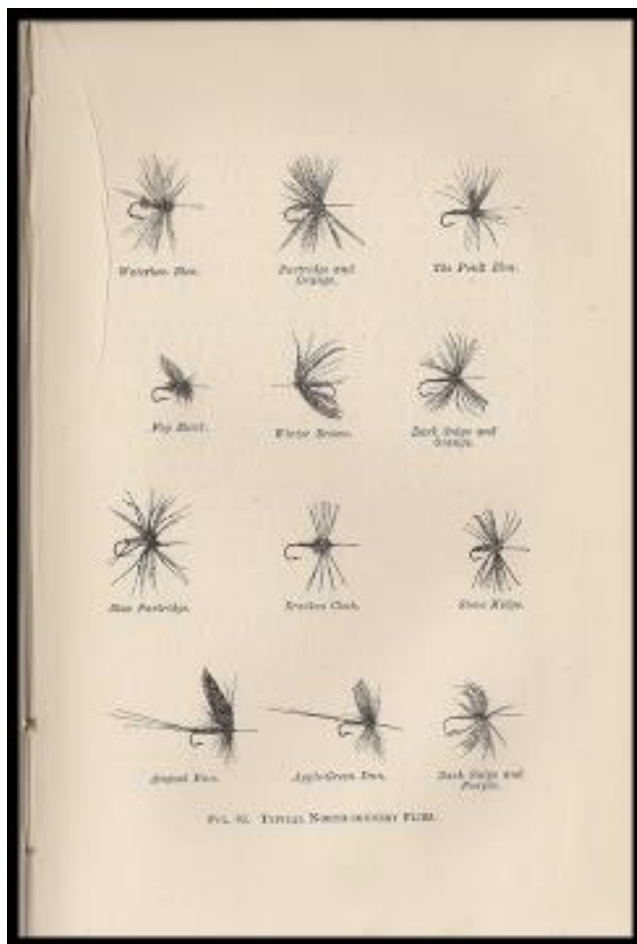 Waterhen Bloa.
Partridge and
Orange.
The Poult Bloa.
Fog Black.
Winter Brown.
Dark Snipe and
Orange.
Blue Partridge.
Bracken Clock.
Stone Midge.
August Dun.
Apple-Green Dun.
Dark Snipe and
Purple.
TYPICAL NORTH-COUNTRY FLIES.